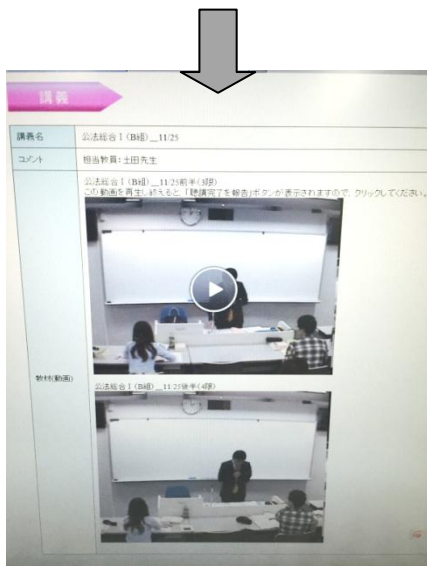 講義
講義名 公法総合Ⅰ(B組)__11/25
コメント 担当教員:土田先生
公法総合Ⅰ(B組)__11/25前半(3限)
この動画を再生し終えると「聴講完了を報告」ボタンが表示されますので、クリックしてください。
教材(動画)
公法総合Ⅰ(B組)__11/25後半(4限)